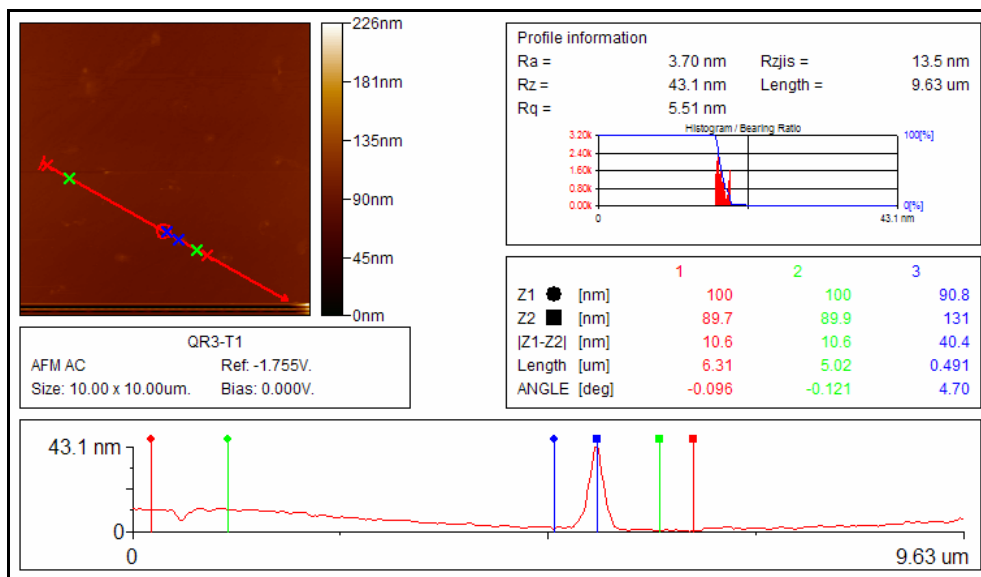 226nm
181nm
135nm
90nm
45nm
0nm
QR3-T1
AFM AC Ref: -1.755V.
Size: 10.00 x 10.00um. Bias: 0.000V.
Profile information
Ra = 3.70 nm Rzjis = 13.5 nm
Rz = 43.1 nm Length = 9.63 um
Rq = 5.51 nm
Histogram / Bearing Ratio
3.20k 100[%]
2.40k
1.60k
0.80k
0.00k 0[%]
0 43.1 nm
1 2 3
Z1 [nm] 100 100 90.8
Z2 [nm] 89.7 89.9 131
|Z1-Z2| [nm] 10.6 10.6 40.4
Length [um] 6.31 5.02 0.491
ANGLE [deg] -0.096 -0.121 4.70
43.1 nm
0
0 9.63 um